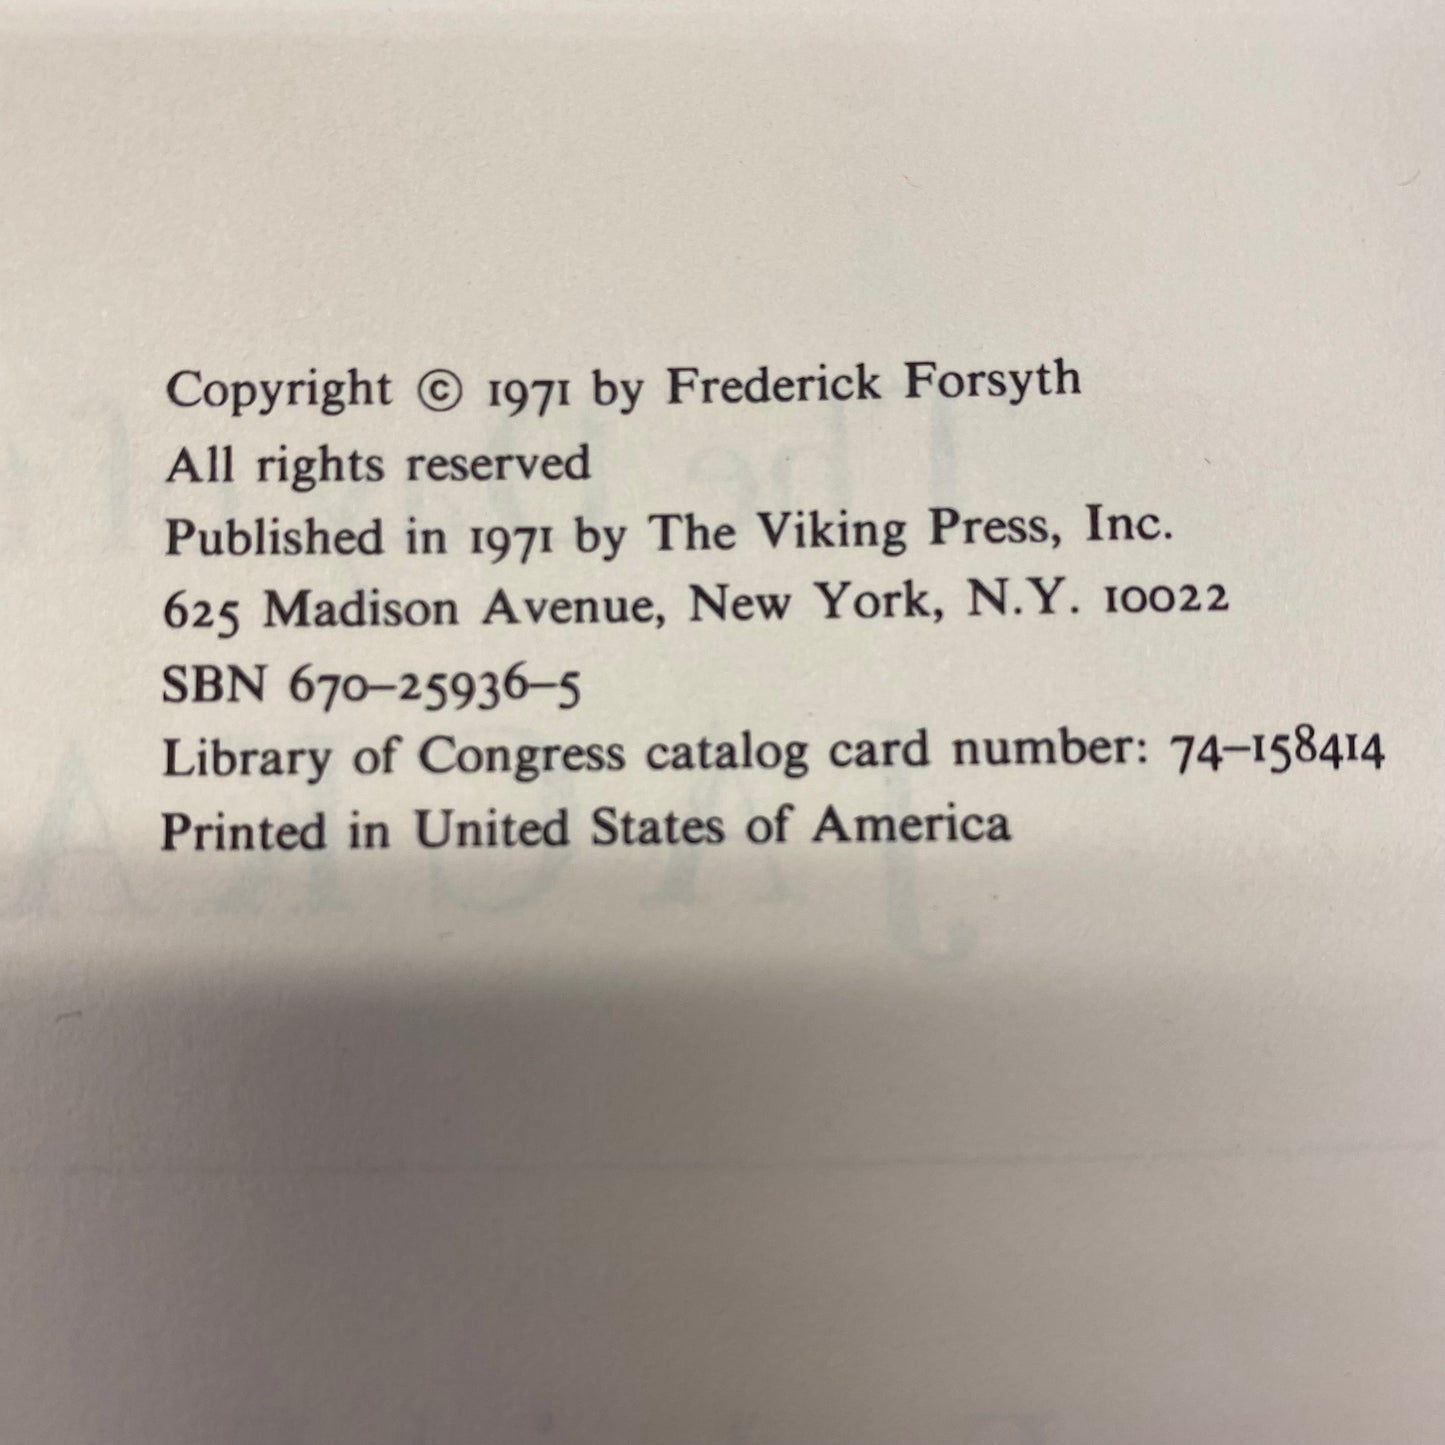 Copyright © 1971 by Frederick Forsyth
All rights reserved
Published in 1971 by The Viking Press, Inc.
625 Madison Avenue, New York, N.Y. 10022
SBN 670–25936–5
Library of Congress catalog card number: 74–158414
Printed in United States of America